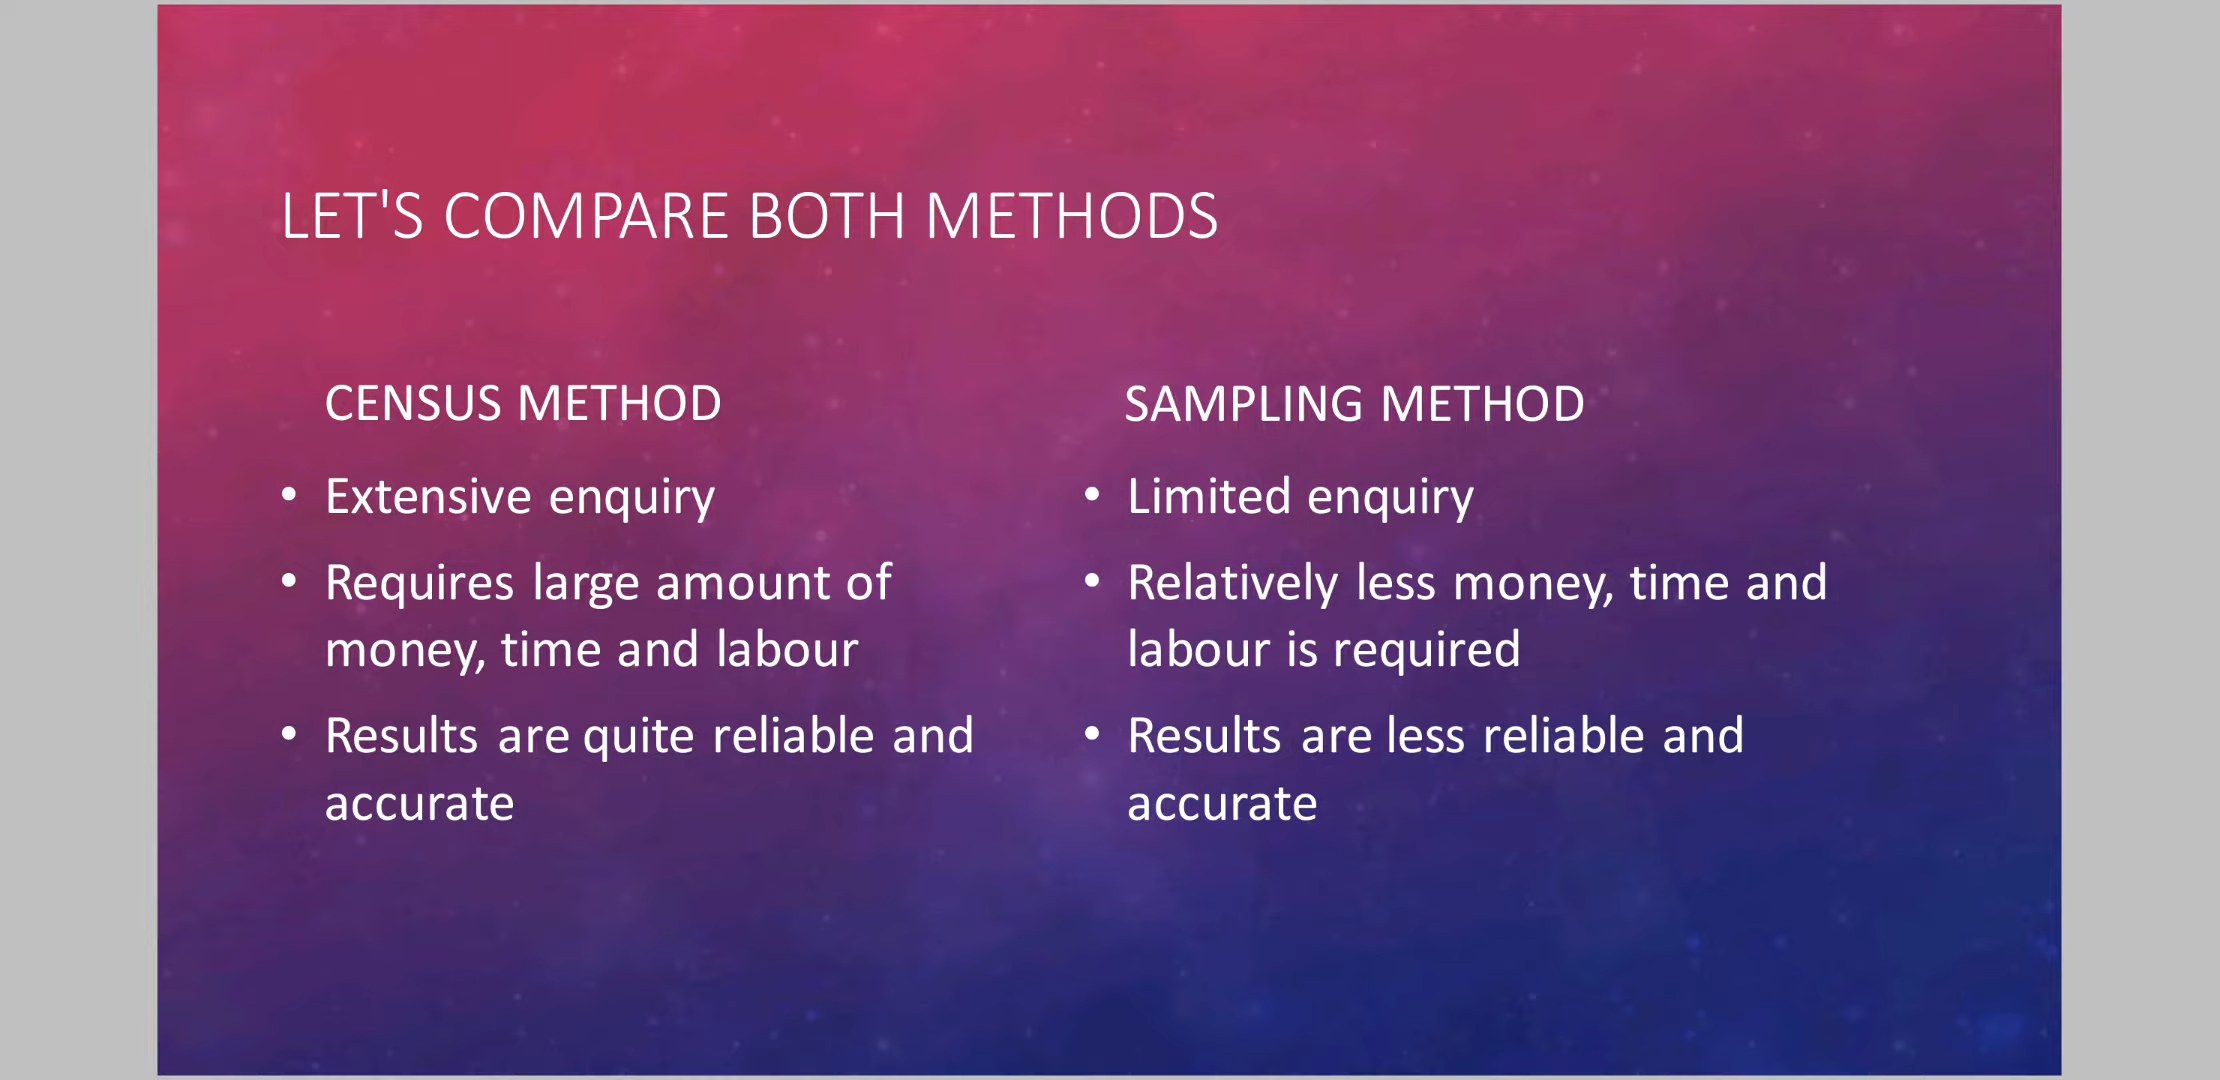 LET'S COMPARE BOTH METHODS
CENSUS METHOD
• Extensive enquiry
• Requires large amount of
money, time and labour
• Results are quite reliable and
accurate
SAMPLING METHOD
• Limited enquiry
• Relatively less money, time and
labour is required
• Results are less reliable and
accurate